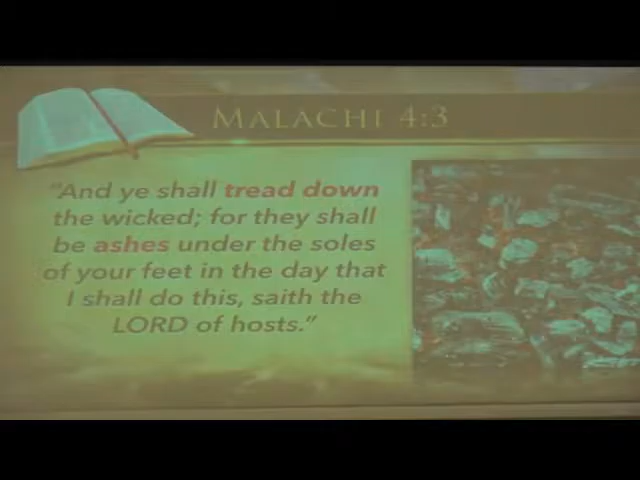 MALACHI 4:3
"And ye shall tread down
the wicked; for they shall
be ashes under the soles
of your feet in the day that
I shall do this, saith the
LORD of hosts."